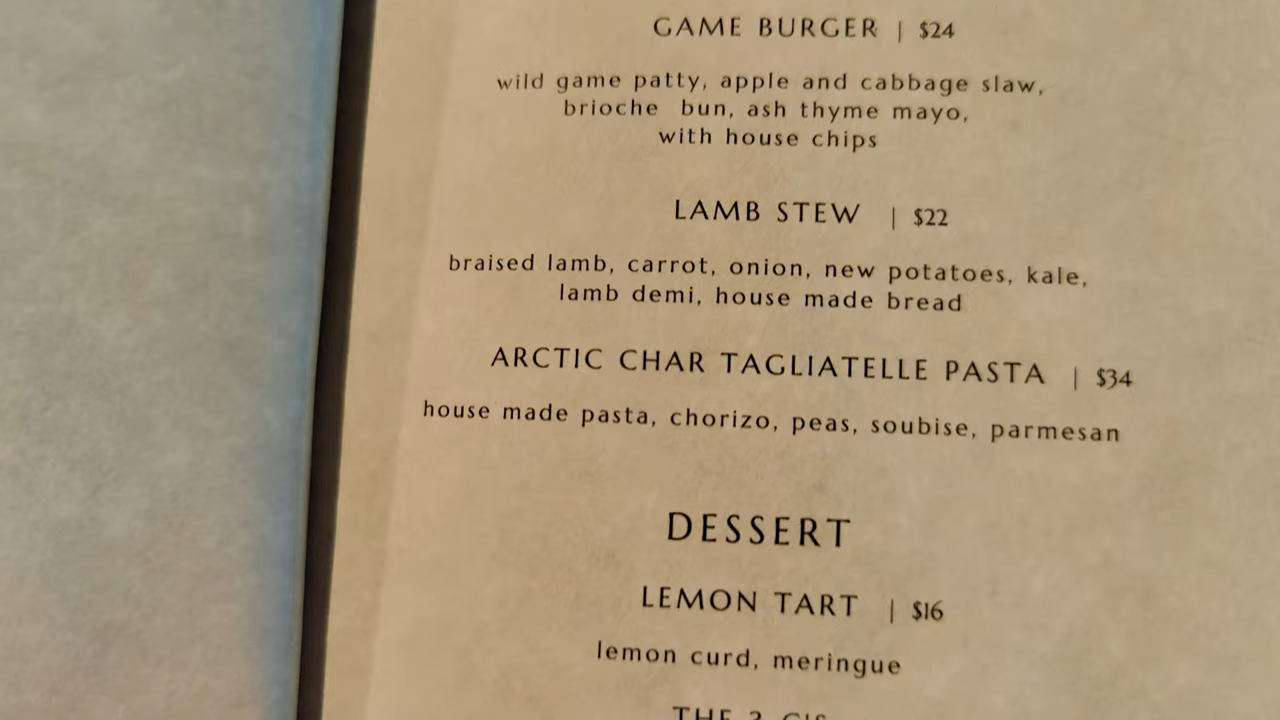 GAME BURGER | $24
wild game patty, apple and cabbage slaw,
brioche bun, ash thyme mayo,
with house chips
LAMB STEW | $22
braised lamb, carrot, onion, new potatoes, kale,
lamb demi, house made bread
ARCTIC CHAR TAGLIATELLE PASTA | $34
house made pasta, chorizo, peas, soubise, parmesan
DESSERT
LEMON TART | $16
lemon curd, meringue
THE